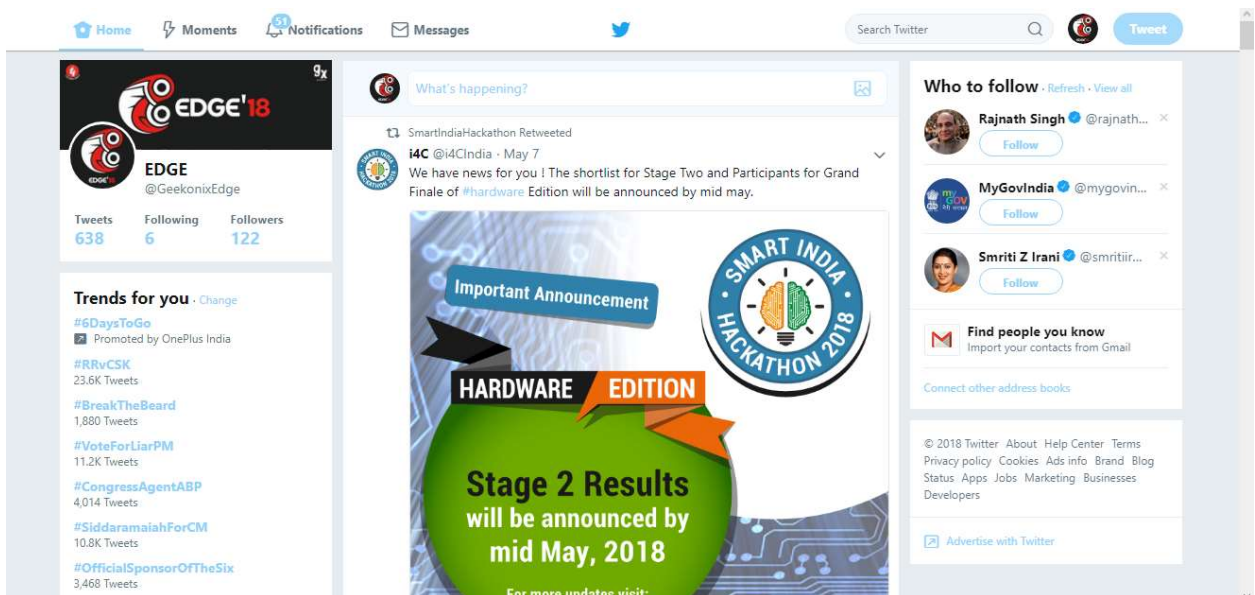 Home
Moments
51
Notifications
Messages
Search Twitter
Tweet
EDGE'18
gx
EDGE
@GeekonixEdge
Tweets Following Followers
638 6 122
Trends for you · Change
#6DaysToGo
Promoted by OnePlus India
#RRvCSK
23.6K Tweets
#BreakTheBeard
1,880 Tweets
#VoteForLiarPM
11.2K Tweets
#CongressAgentABP
4,014 Tweets
#SiddaramaiahForCM
10.8K Tweets
#OfficialSponsorOfTheSix
3,468 Tweets
What's happening?
SmartIndiaHackathon Retweeted
i4C @i4CIndia · May 7
We have news for you ! The shortlist for Stage Two and Participants for Grand
Finale of #hardware Edition will be announced by mid may.
Important Announcement
SMART INDIA
HACKATHON 2018
HARDWARE EDITION
Stage 2 Results
will be announced by
mid May, 2018
For more updates visit:
Who to follow · Refresh · View all
Rajnath Singh @rajnath...
Follow
MyGovIndia @mygovin...
Follow
Smriti Z Irani @smritiir...
Follow
Find people you know
Import your contacts from Gmail
Connect other address books
© 2018 Twitter About Help Center Terms
Privacy policy Cookies Ads info Brand Blog
Status Apps Jobs Marketing Businesses
Developers
Advertise with Twitter